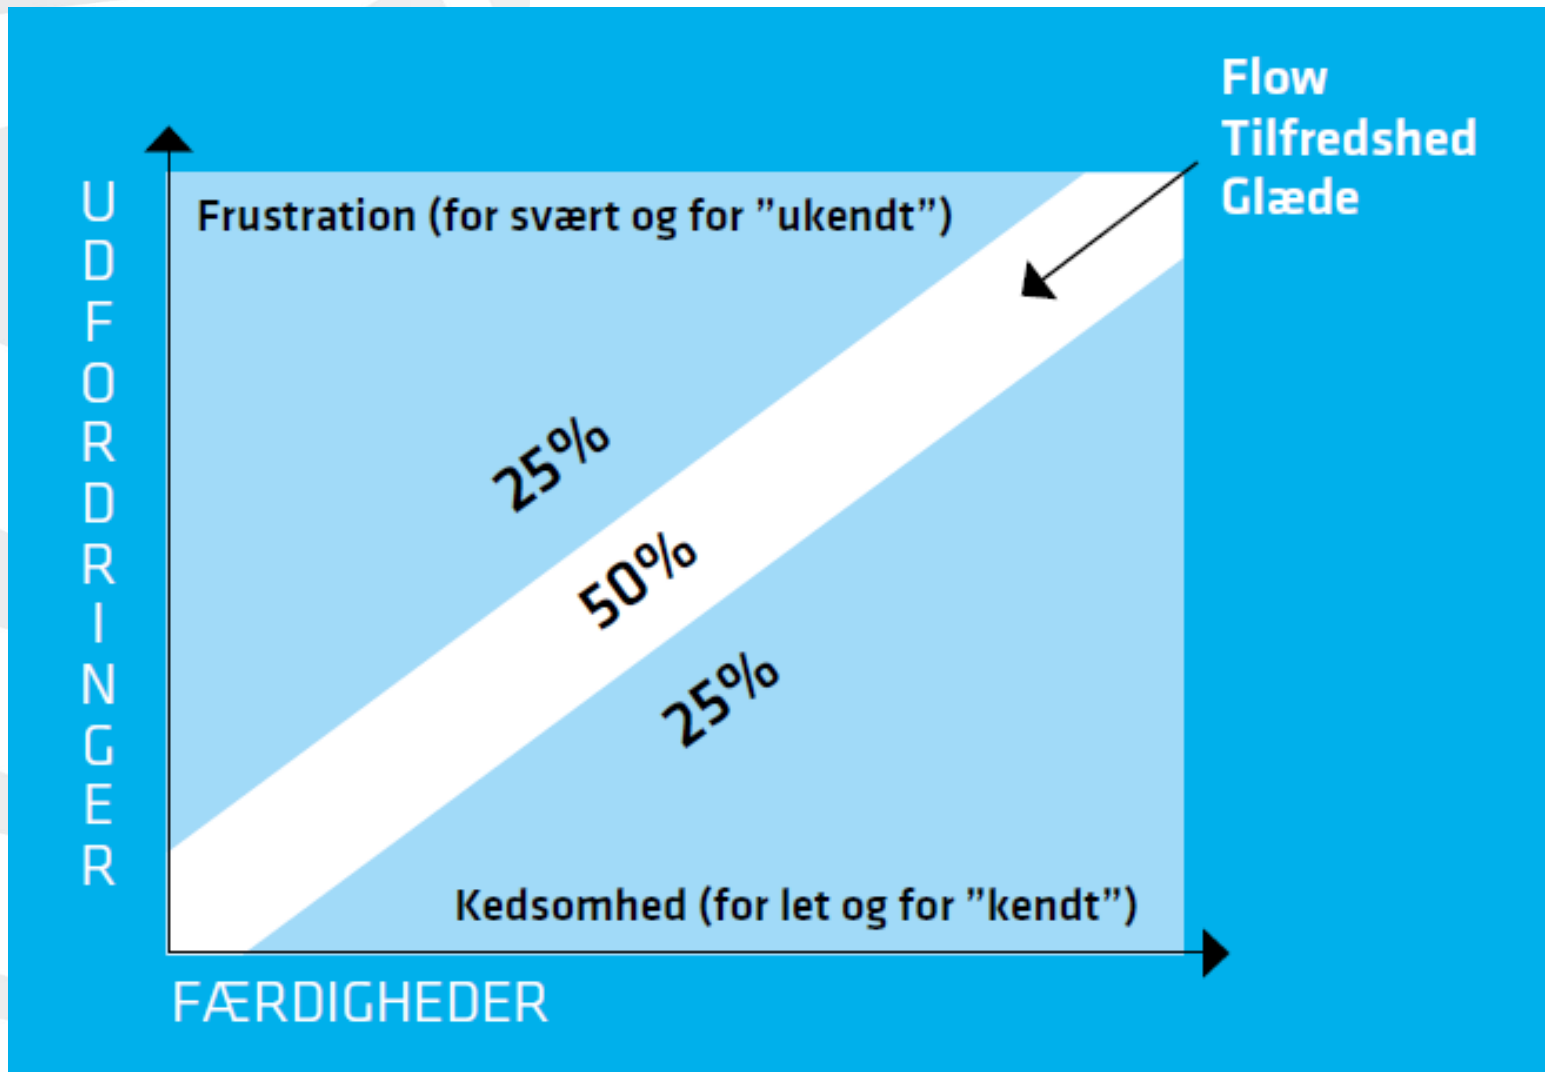 Flow
Tilfredshed
Glæde
UDFORDRINGER
Frustration (for svært og for ”ukendt”)
25%
50%
25%
Kedsomhed (for let og for ”kendt”)
FÆRDIGHEDER